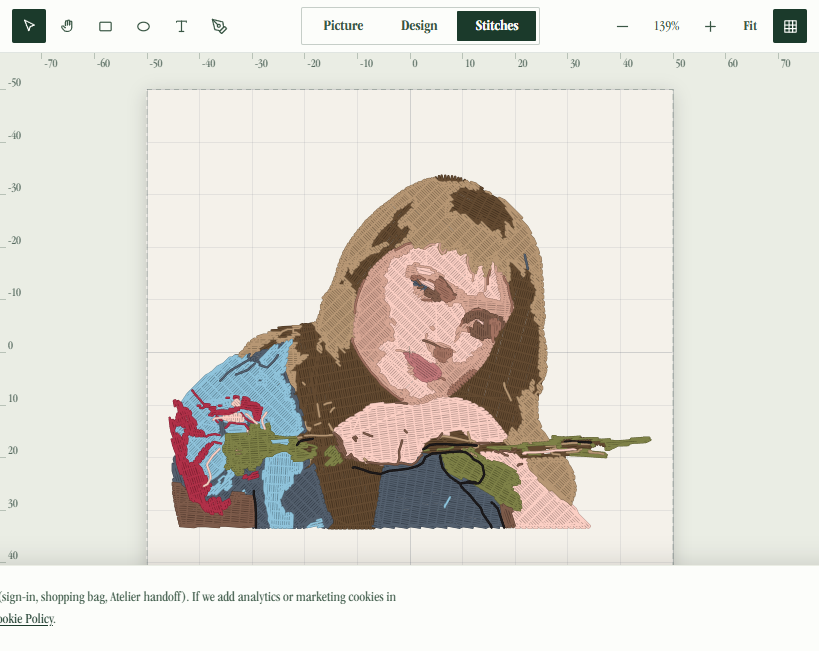 Picture Design Stitches 139% Fit
-70 -60 -50 -40 -30 -20 -10 0 10 20 30 40 50 60 70
-50
-40
-30
-20
-10
0
10
20
30
40
(sign-in, shopping bag, Atelier handoff). If we add analytics or marketing cookies in
ookie Policy.